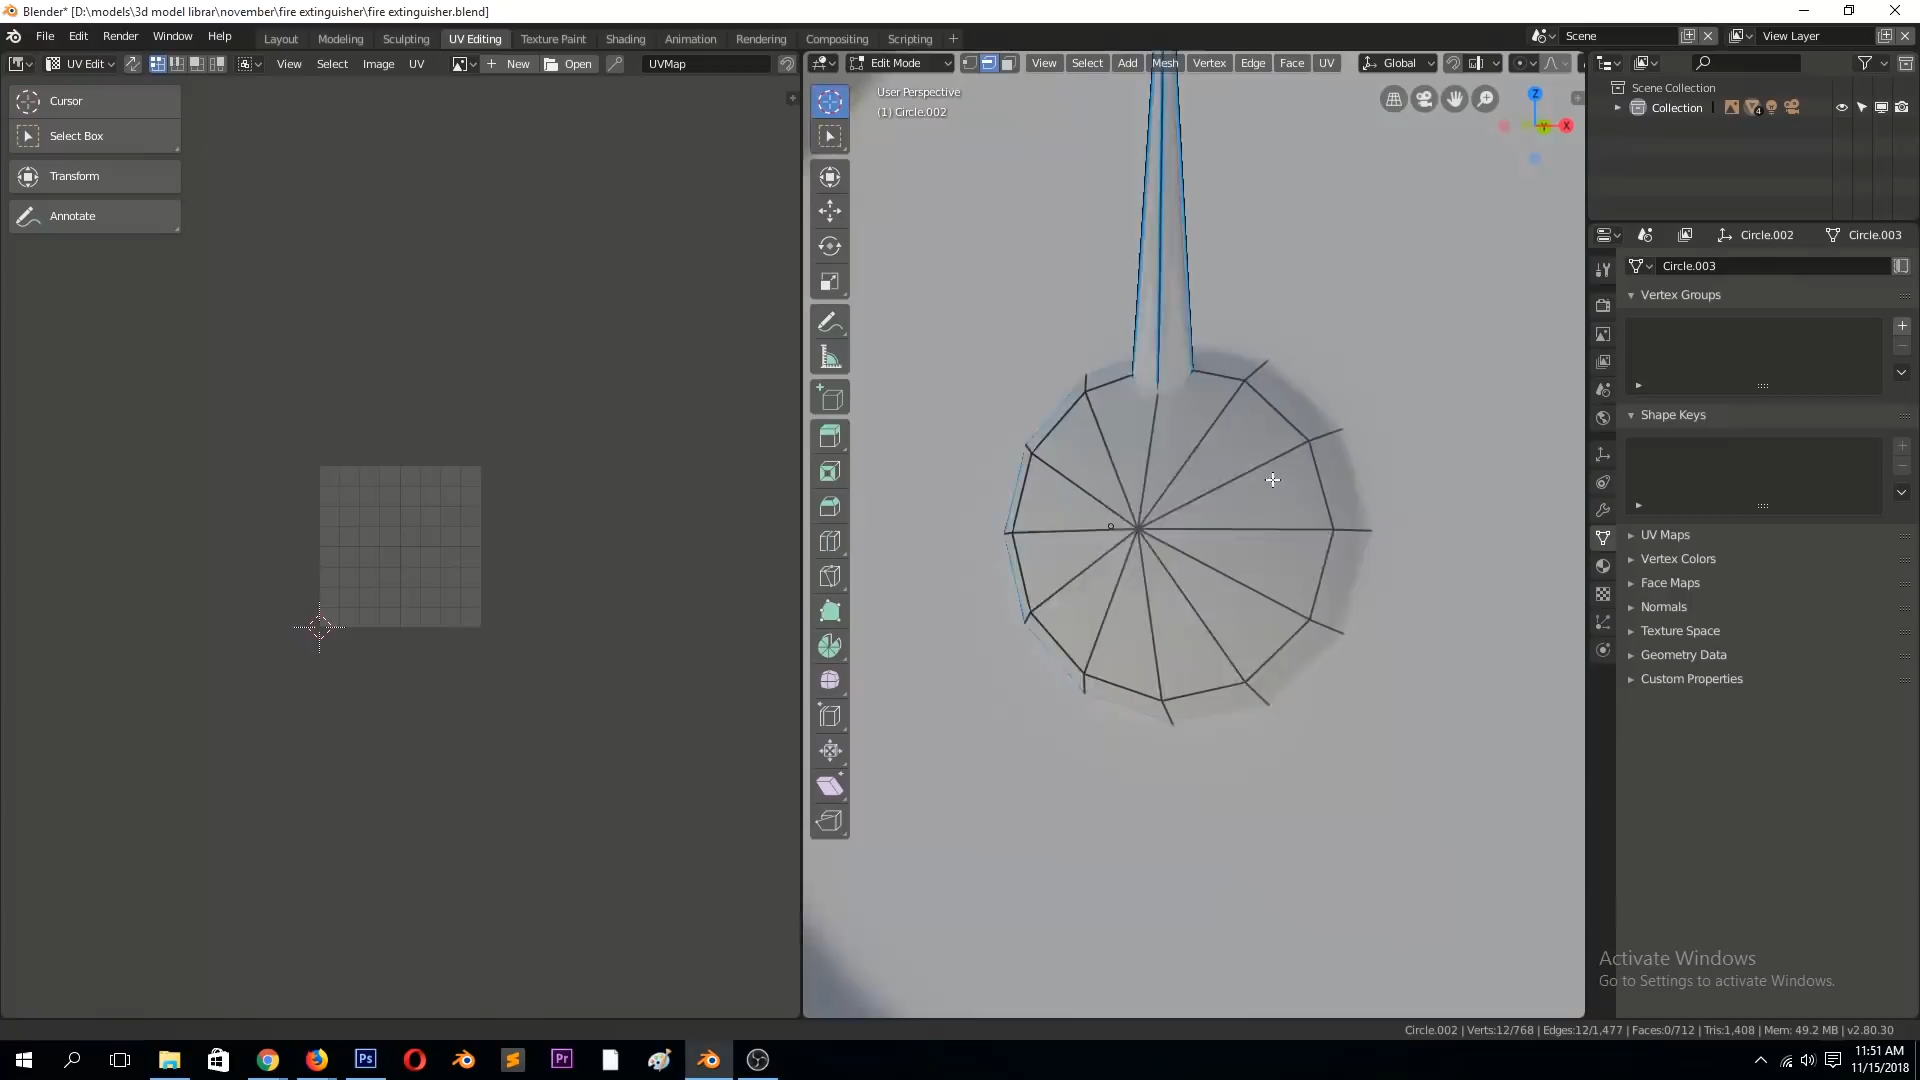 Blender* [D:\models\3d model librar\november\fire extinguisher\fire extinguisher.blend]
File Edit Render Window Help Layout Modeling Sculpting UV Editing Texture Paint Shading Animation Rendering Compositing Scripting Scene View Layer
UV Edit View Select Image UV New Open UVMap Edit Mode View Select Add Mesh Vertex Edge Face UV Global
Cursor
Select Box
Transform
Annotate
User Perspective
(1) Circle.002
Z
Y
X
Scene Collection
Collection
4
Circle.002 Circle.003
Circle.003
Vertex Groups
Shape Keys
UV Maps
Vertex Colors
Face Maps
Normals
Texture Space
Geometry Data
Custom Properties
Activate Windows
Go to Settings to activate Windows.
Circle.002 | Verts:12/768 | Edges:12/1,477 | Faces:0/712 | Tris:1,408 | Mem: 49.2 MB | v2.80.30
Ps
Pr
11:51 AM
11/15/2018